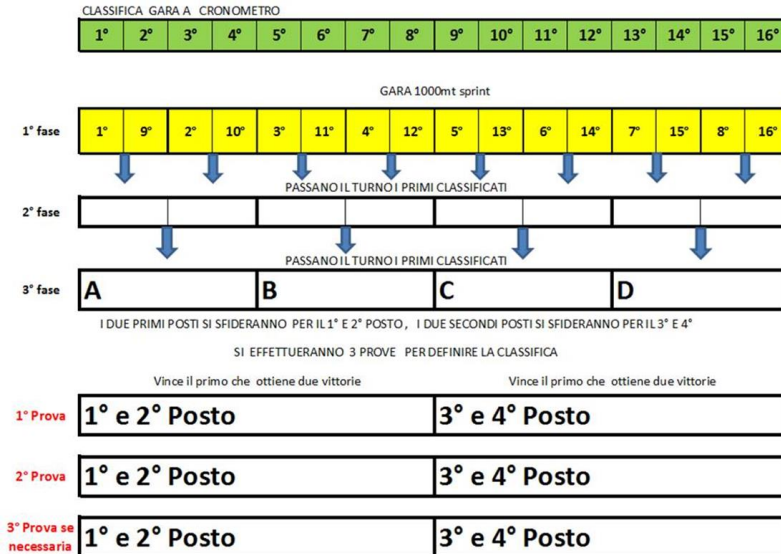 CLASSIFICA GARA A CRONOMETRO
1° 2° 3° 4° 5° 6° 7° 8° 9° 10° 11° 12° 13° 14° 15° 16°
GARA 1000mt sprint
1° fase 1° 9° 2° 10° 3° 11° 4° 12° 5° 13° 6° 14° 7° 15° 8° 16°
PASSANO IL TURNO I PRIMI CLASSIFICATI
2° fase
PASSANO IL TURNO I PRIMI CLASSIFICATI
3° fase A B C D
I DUE PRIMI POSTI SI SFIDERANNO PER IL 1° E 2° POSTO, I DUE SECONDI POSTI SI SFIDERANNO PER IL 3° E 4°
SI EFFETTUERANNO 3 PROVE PER DEFINIRE LA CLASSIFICA
Vince il primo che ottiene due vittorie Vince il primo che ottiene due vittorie
1° Prova 1° e 2° Posto 3° e 4° Posto
2° Prova 1° e 2° Posto 3° e 4° Posto
3° Prova se necessaria 1° e 2° Posto 3° e 4° Posto